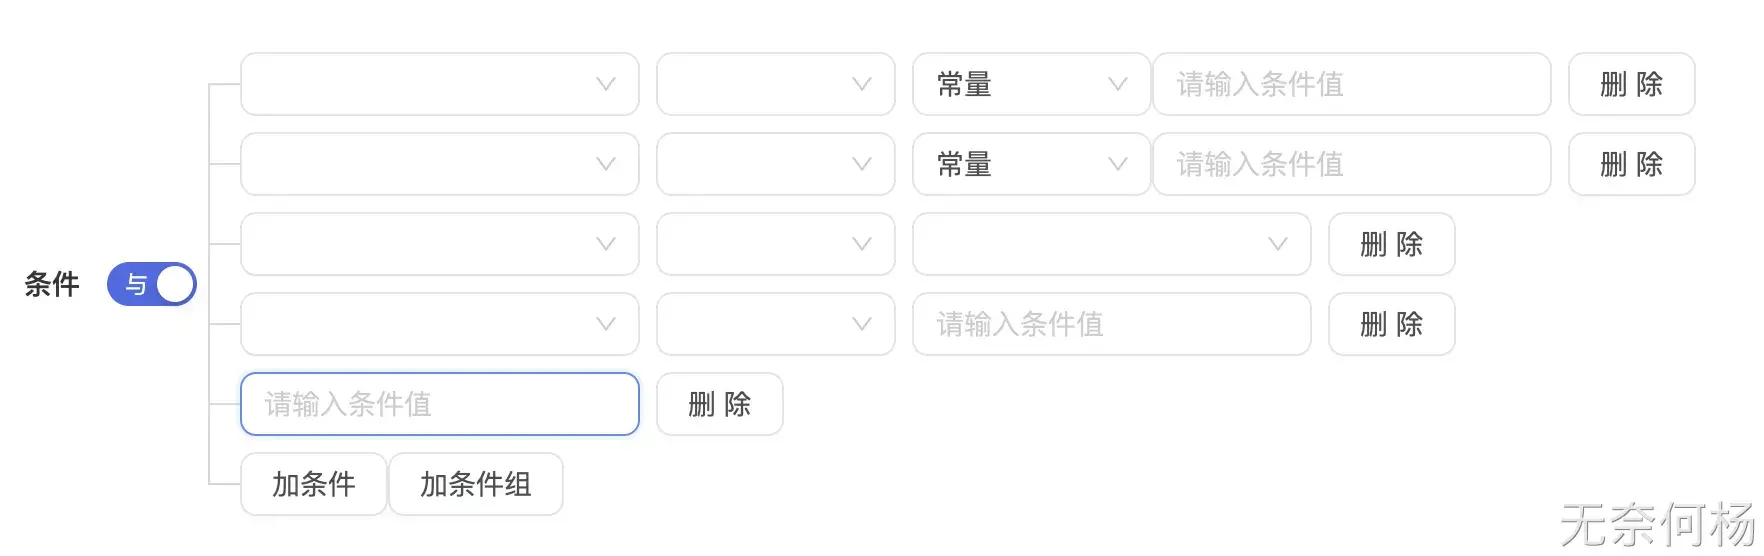 常量 请输入条件值 删 除
常量 请输入条件值 删 除
删 除
条件 与
请输入条件值 删 除
请输入条件值 删 除
加条件 加条件组
无奈何杨